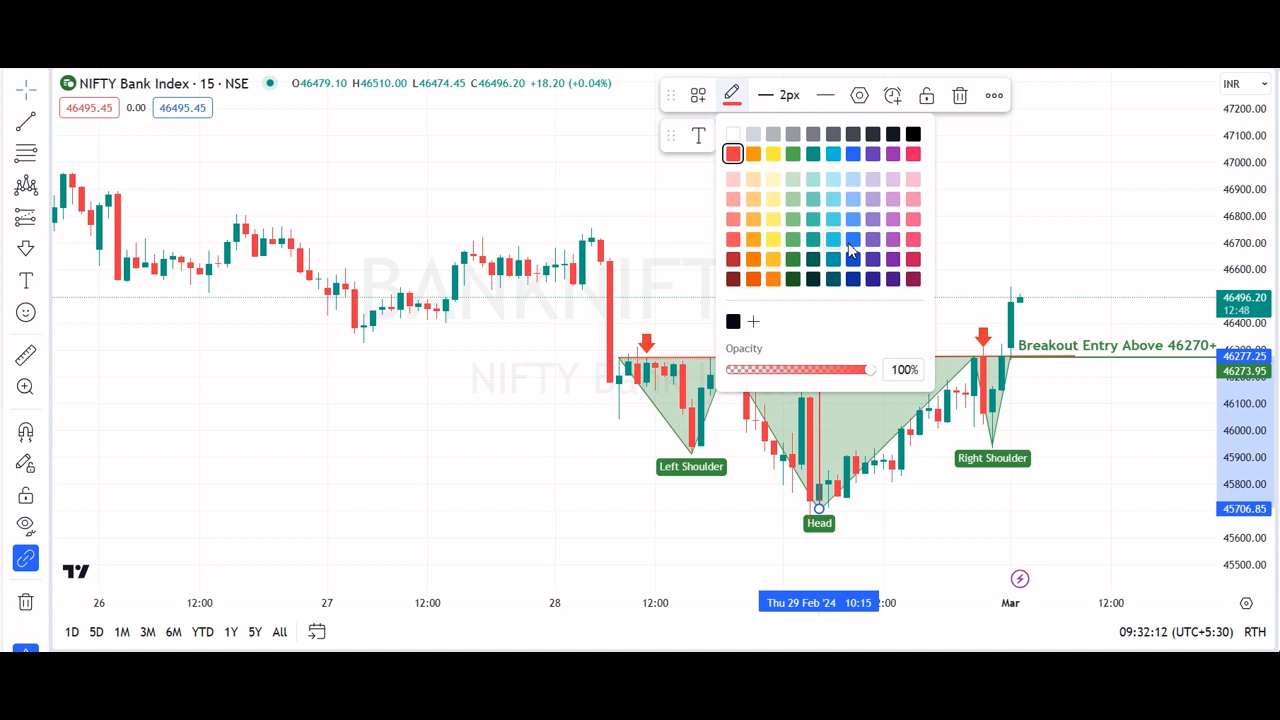 NIFTY Bank Index · 15 · NSE O46479.10 H46510.00 L46474.45 C46496.20 +18.20 (+0.04%)
46495.45 0.00 46495.45
2px
T
INR
47200.00
47100.00
47000.00
46900.00
46800.00
46700.00
46600.00
46496.20
12:48
46400.00
Breakout Entry Above 46270+
46277.25
46273.95
46100.00
46000.00
45900.00
45800.00
45706.85
45600.00
45500.00
BANKNIFTY
NIFTY
Opacity
100%
Left Shoulder
Head
Right Shoulder
26 12:00 27 12:00 28 12:00 Thu 29 Feb '24 10:15 2:00 Mar 12:00
1D 5D 1M 3M 6M YTD 1Y 5Y All
09:32:12 (UTC+5:30) RTH